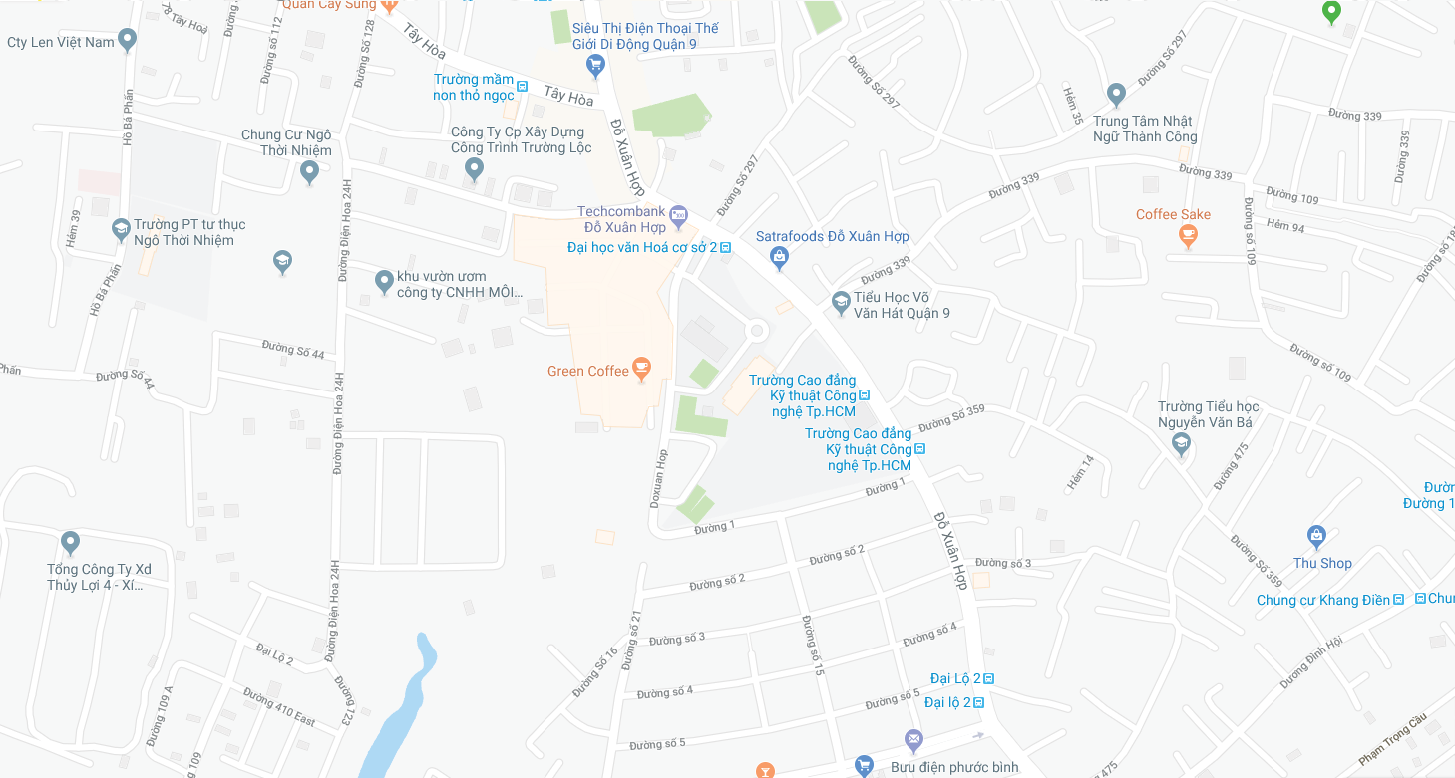 Quán Cây Sung
78 Tây Hoà
Đường số 112
Đường Số 128
Cty Len Việt Nam
Tây Hòa
Siêu Thị Điện Thoại Thế
Giới Di Động Quận 9
Trường mầm
non thỏ ngọc
Tây Hòa
Đường Số 297
Đường Số 297
Hẻm 35
Trung Tâm Nhật
Ngữ Thành Công
Đường 339
Đường 339
Hồ Bá Phấn
Chung Cư Ngô
Thời Nhiệm
Công Ty Cp Xây Dựng
Công Trình Trường Lộc
Đỗ Xuân Hợp
Đường Số 297
Đường 339
Đường 339
Đường 109
Hẻm 94
Đường số 109
Coffee Sake
Hẻm 39
Trường PT tư thục
Ngô Thời Nhiệm
Đường Điện Hoa 24H
Techcombank
Đỗ Xuân Hợp
Đại học văn Hoá cơ sở 2
Satrafoods Đỗ Xuân Hợp
Đường 339
Hồ Bá Phấn
khu vườn ươm
công ty CNHH MÔI...
Tiểu Học Võ
Văn Hát Quận 9
Đường Số 44
Đường Số 44
Phấn
Green Coffee
Đường số 109
Trường Cao đẳng
Kỹ thuật Công
nghệ Tp.HCM
Trường Cao đẳng
Kỹ thuật Công
nghệ Tp.HCM
Đường Số 359
Trường Tiểu học
Nguyễn Văn Bá
Đường Điện Hoa 24H
Đường 475
Hẻm 14
Doxuan Hop
Đường 1
Đường 1
Đườn
Đường 1
Đỗ Xuân Hợp
Tổng Công Ty Xd
Thủy Lợi 4 - Xí...
Đường số 2
Đường số 2
Đường số 3
Đường Số 359
Thu Shop
Chung cư Khang Điền
Chun
Đường Điện Hoa 24H
Đường số 21
Đường số 3
Đường số 15
Đường số 4
Đường Số 16
Đường số 4
Đại Lộ 2
Đường Đình Hội
Đường 109 A
Đường 410 East
Đường 723
Đại Lộ 2
Đại lộ 2
Đường số 5
Đường số 5
Phạm Trọng Cầu
Bưu điện phước bình
475
109